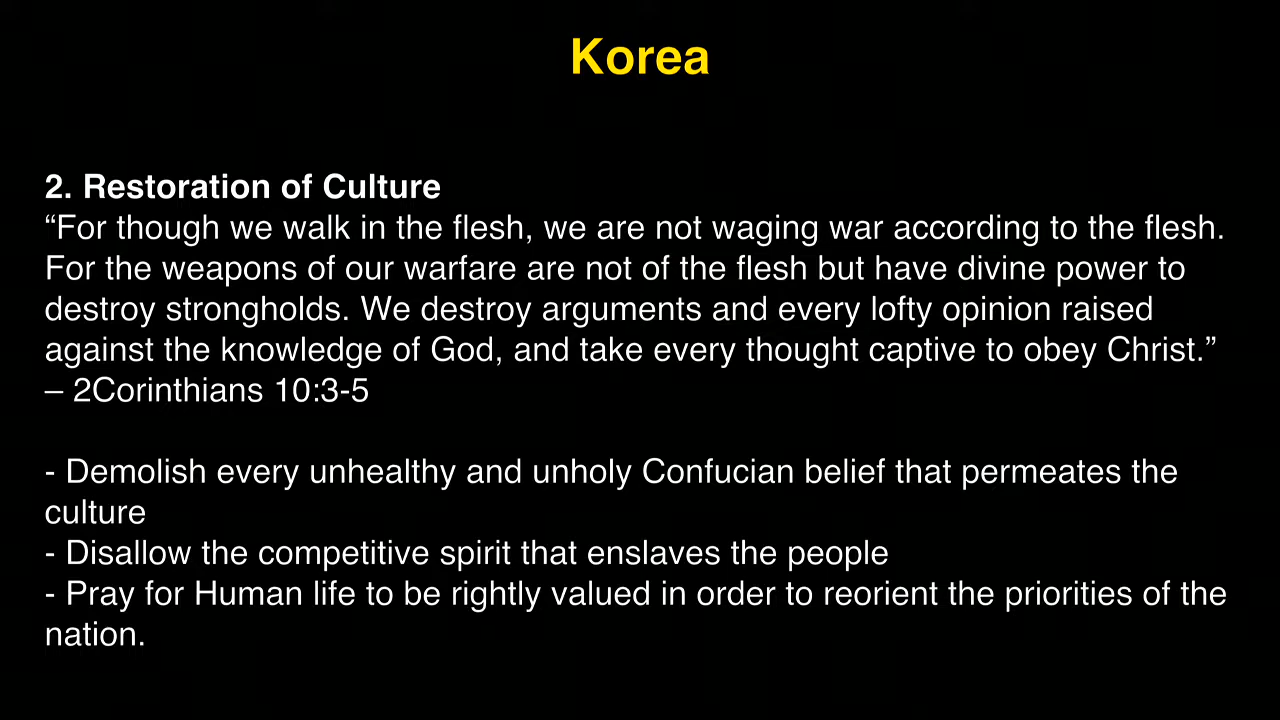 Korea
2. Restoration of Culture
“For though we walk in the flesh, we are not waging war according to the flesh.
For the weapons of our warfare are not of the flesh but have divine power to
destroy strongholds. We destroy arguments and every lofty opinion raised
against the knowledge of God, and take every thought captive to obey Christ.”
– 2Corinthians 10:3-5
- Demolish every unhealthy and unholy Confucian belief that permeates the
culture
- Disallow the competitive spirit that enslaves the people
- Pray for Human life to be rightly valued in order to reorient the priorities of the
nation.